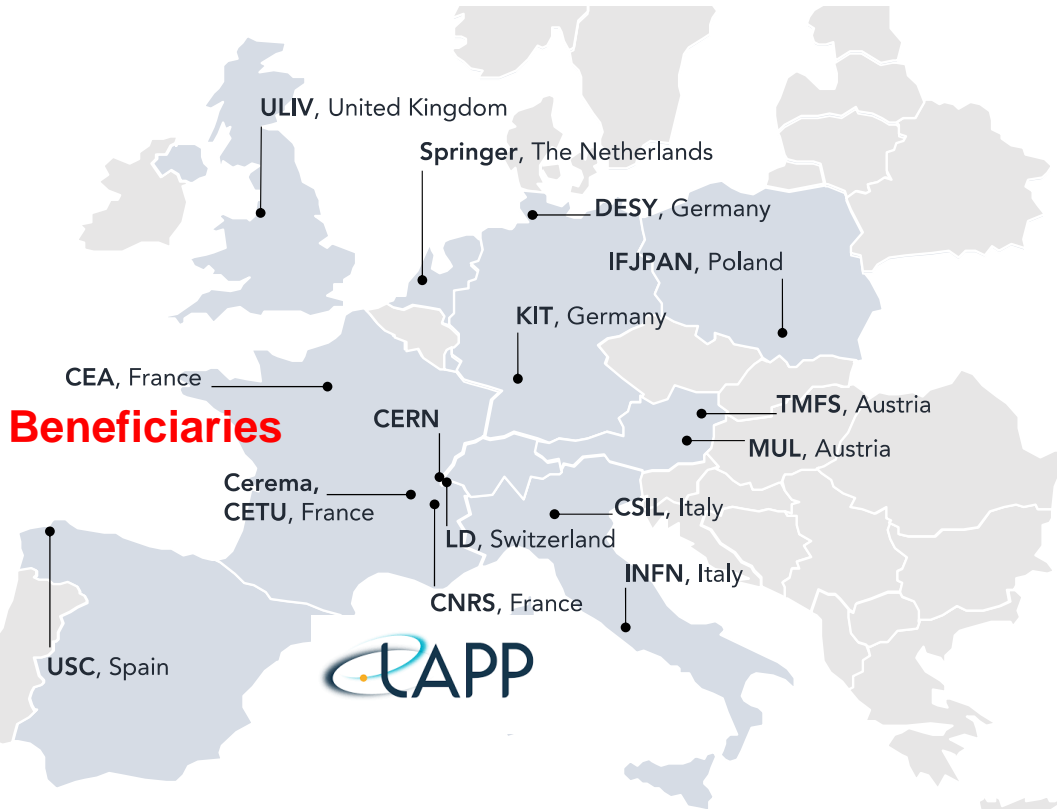 ULIV, United Kingdom
Springer, The Netherlands
DESY, Germany
IFJPAN, Poland
KIT, Germany
CEA, France
Beneficiaries
CERN
TMFS, Austria
MUL, Austria
Cerema,
CETU, France
CSIL, Italy
LD, Switzerland
INFN, Italy
CNRS, France
USC, Spain
LAPP